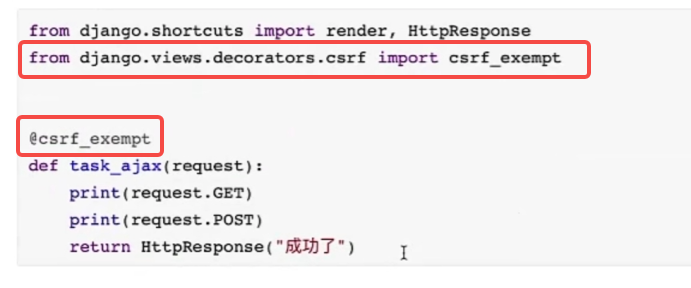 from django.shortcuts import render, HttpResponse
from django.views.decorators.csrf import csrf_exempt
@csrf_exempt
def task_ajax(request):
    print(request.GET)
    print(request.POST)
    return HttpResponse("成功了")